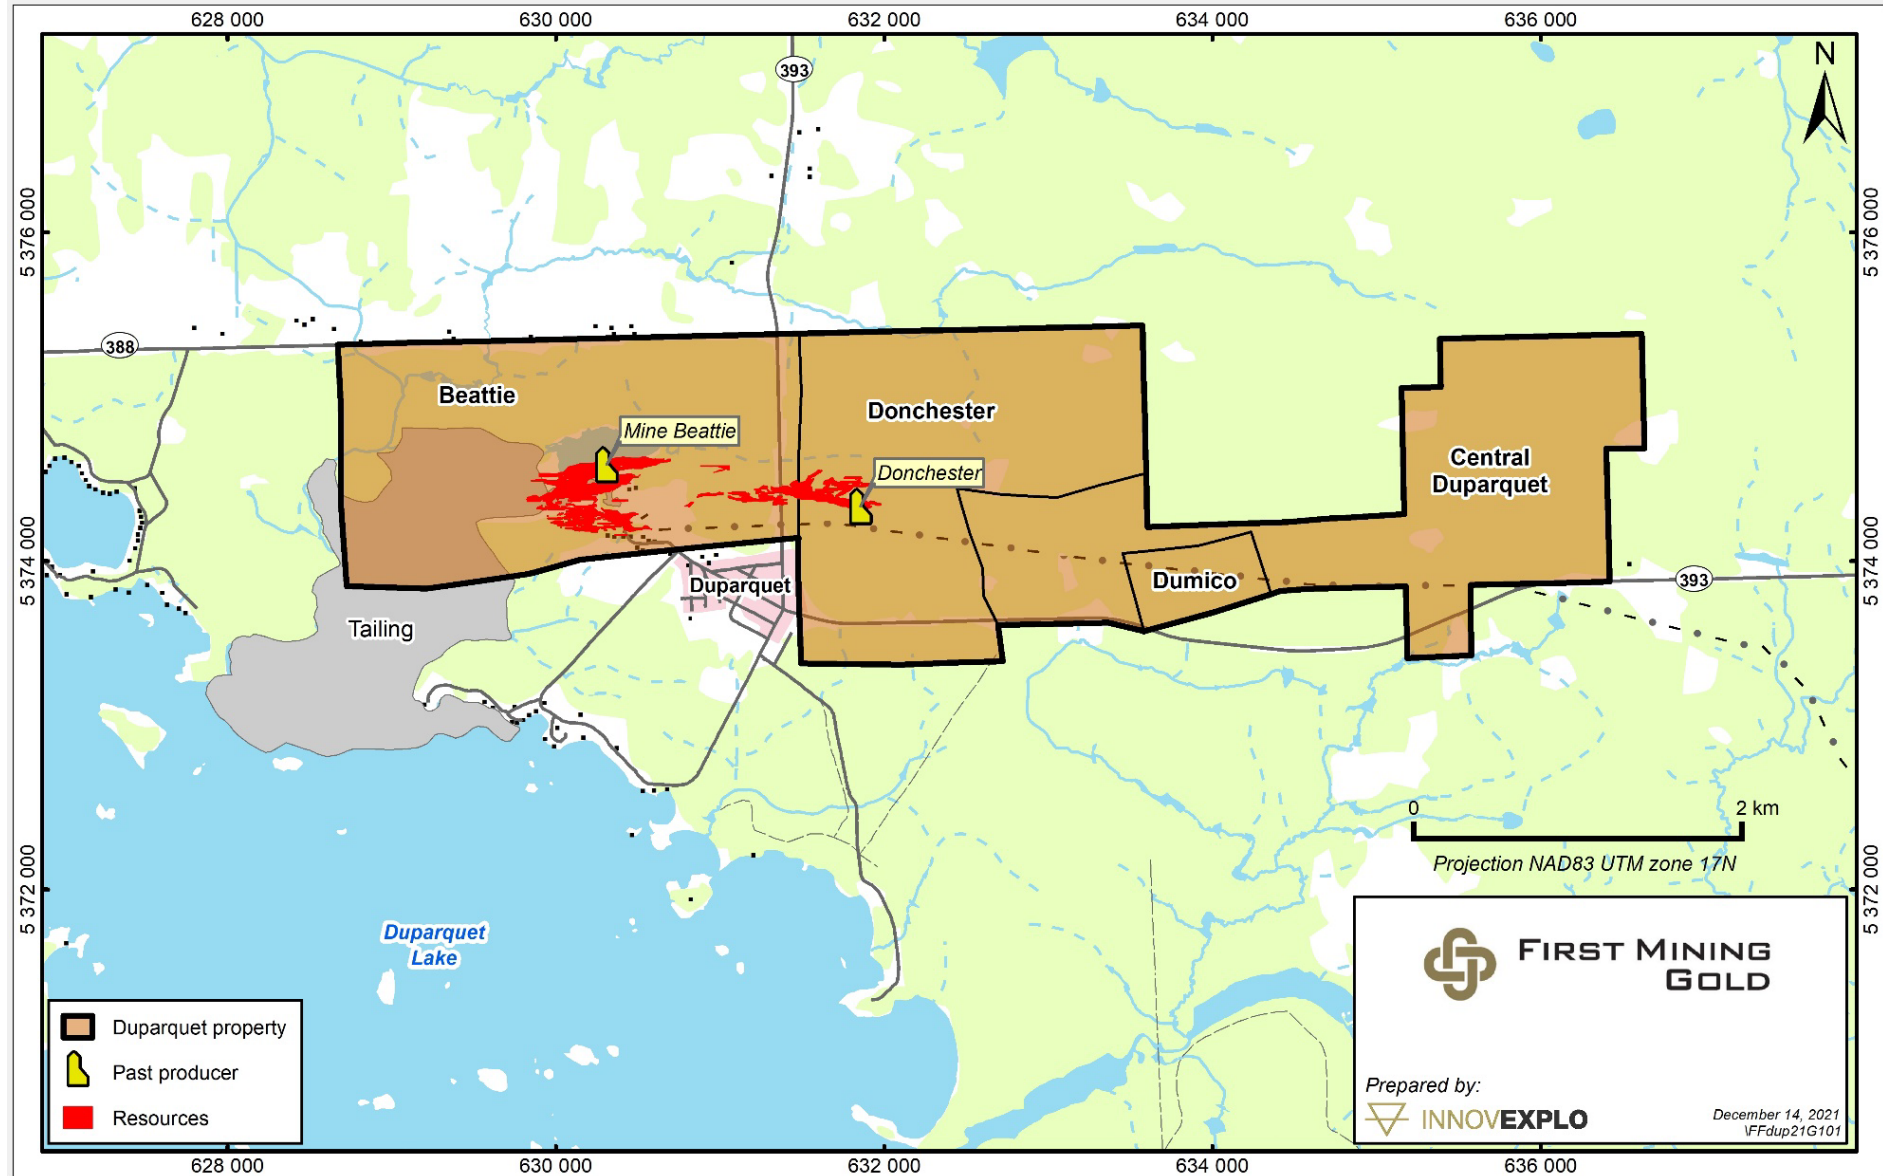 628 000
630 000
632 000
634 000
636 000
393
N
5 376 000
5 376 000
388
Beattie
Donchester
Mine Beattie
Donchester
Central
Duparquet
5 374 000
5 374 000
Duparquet
Dumico
393
Tailing
0
2 km
Projection NAD83 UTM zone 17N
5 372 000
5 372 000
Duparquet
Lake
FIRST MINING
GOLD
Duparquet property
Past producer
Resources
Prepared by:
INNOVEXPLO
December 14, 2021
\FFdup21G101
628 000
630 000
632 000
634 000
636 000